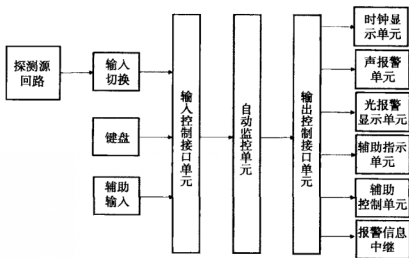 探测源
回路
输入
切换
键盘
辅助
输入
输入控制接口单元
自动监控单元
输出控制接口单元
时钟显
示单元
声报警
单元
光报警
显示单元
辅助指示
单元
辅助
控制单元
报警信息
中继